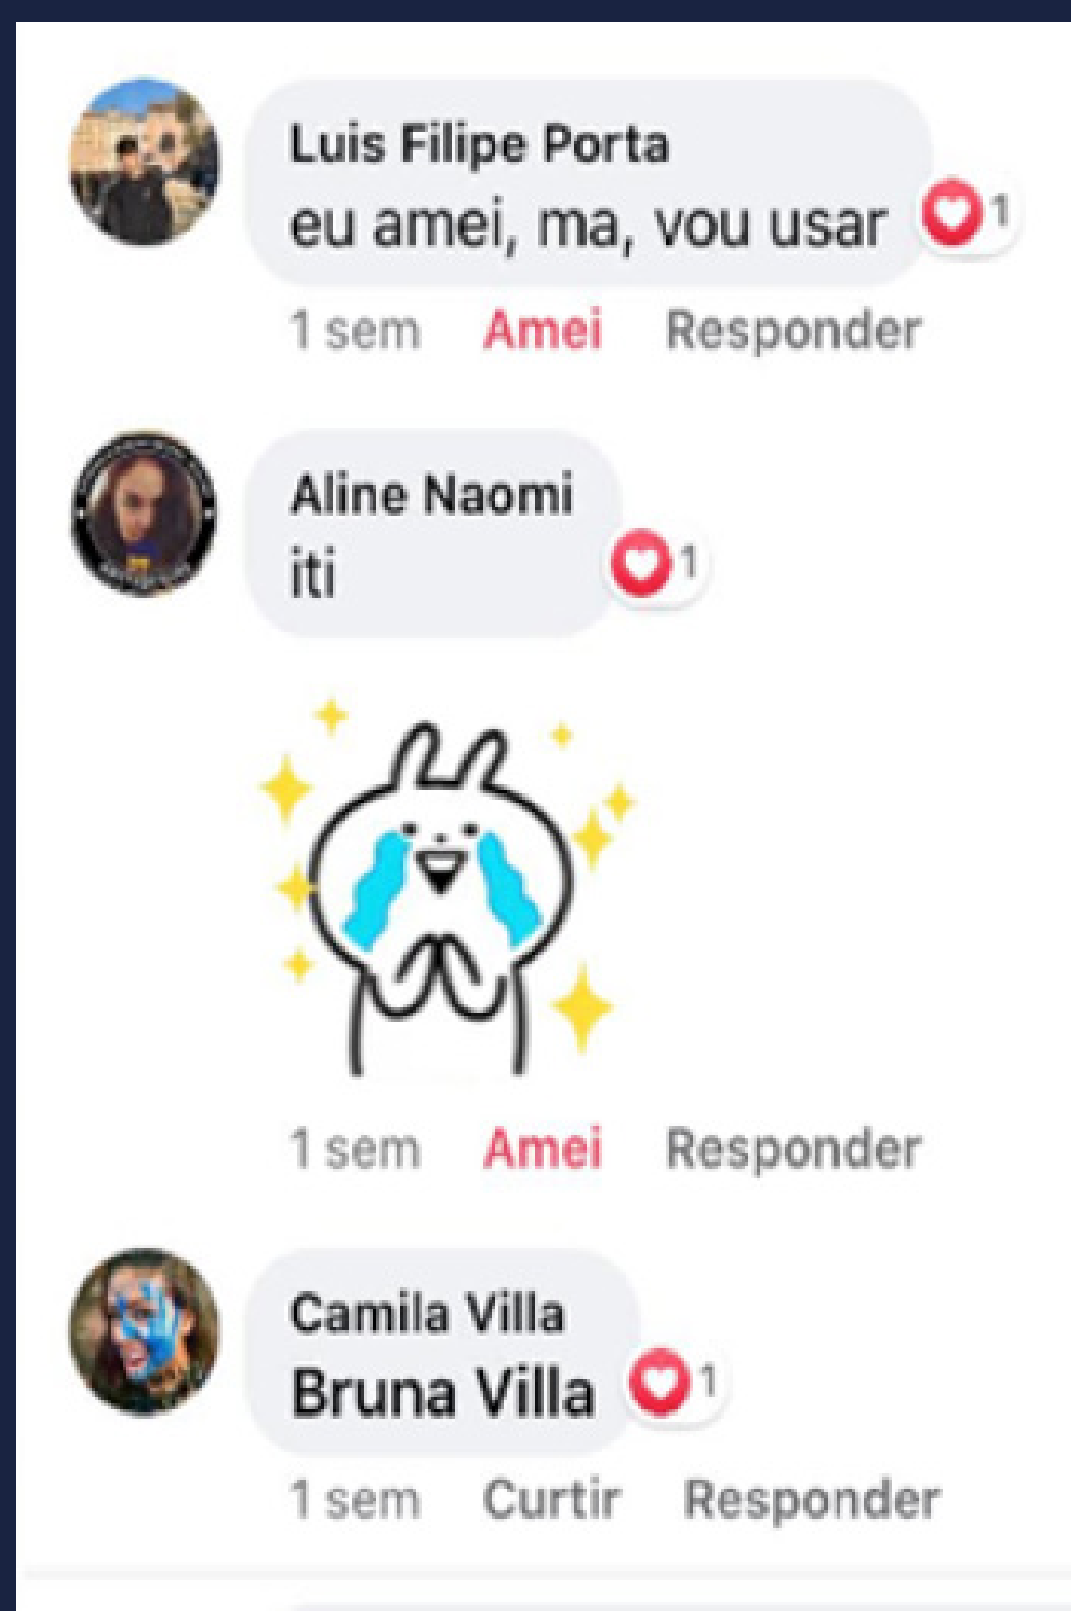 Luis Filipe Porta
eu amei, ma, vou usar
1
1 sem Amei Responder
Aline Naomi
iti
1
1 sem Amei Responder
Camila Villa
Bruna Villa
1
1 sem Curtir Responder